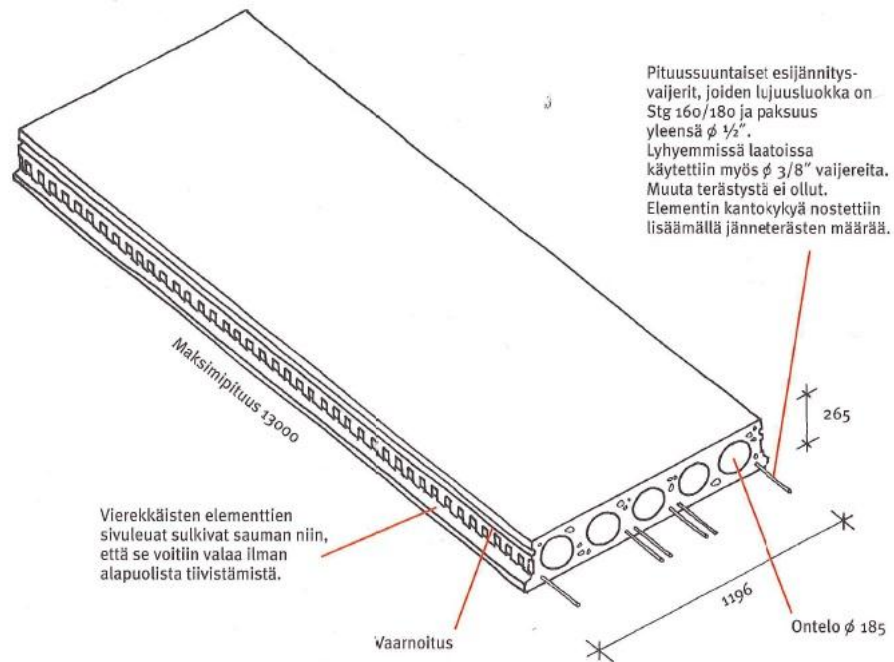 Pituussuuntaiset esijännitys-
vaijerit, joiden lujuusluokka on
Stg 160/180 ja paksuus
yleensä ϕ ½".
Lyhyemmissä laatoissa
käytettiin myös ϕ 3/8" vaijereita.
Muuta terästystä ei ollut.
Elementin kantokykyä nostettiin
lisäämällä jänneterästen määrää.
Maksimipituus 13000
265
Vierekkäisten elementtien
sivuleuat sulkivat sauman niin,
että se voitiin valaa ilman
alapuolista tiivistämistä.
1196
Vaarnoitus
Ontelo ϕ 185